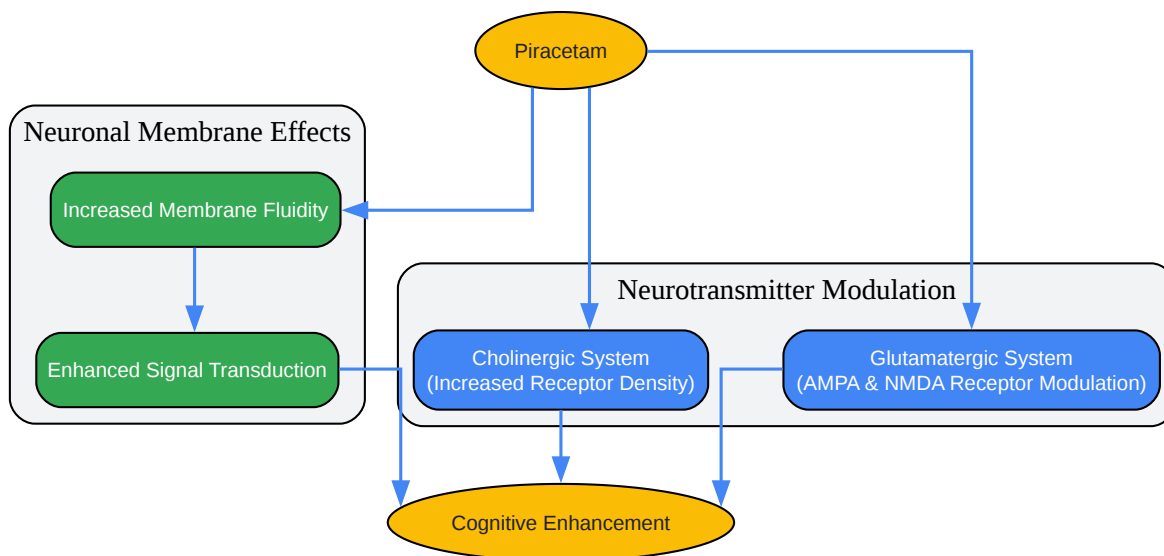 Piracetam
Neuronal Membrane Effects
Increased Membrane Fluidity
Enhanced Signal Transduction
Neurotransmitter Modulation
Cholinergic System
(Increased Receptor Density)
Glutamatergic System
(AMPA & NMDA Receptor Modulation)
Cognitive Enhancement